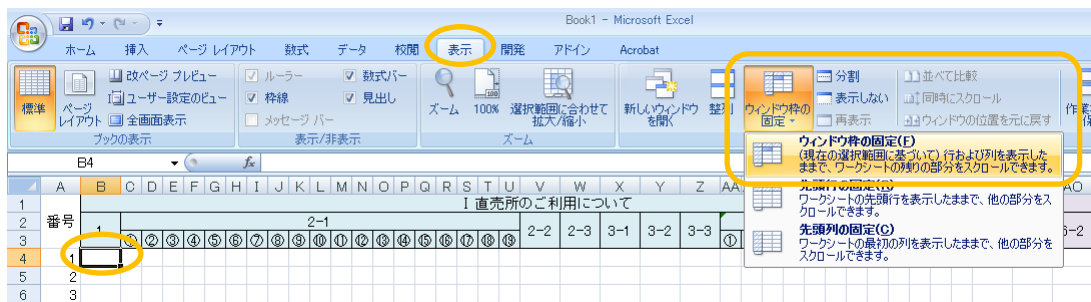 Book1 - Microsoft Excel
ホーム 挿入 ページ レイアウト 数式 データ 校閲 表示 開発 アドイン Acrobat
標準
ページ レイアウト
改ページ プレビュー
ユーザー設定のビュー
全画面表示
ブックの表示
ルーラー
枠線
メッセージ バー
数式バー
見出し
表示/非表示
ズーム
100%
選択範囲に合わせて
拡大/縮小
ズーム
新しいウィンドウ
を開く
整列
ウィンドウ枠の
固定
分割
表示しない
再表示
並べて比較
同時にスクロール
ウィンドウの位置を元に戻す
ウィンドウ枠の固定(F)
(現在の選択範囲に基づいて) 行および列を表示した
ままで、ワークシートの残りの部分をスクロールできます。
先頭行の固定(R)
ワークシートの先頭行を表示したままで、他の部分をス
クロールできます。
先頭列の固定(C)
ワークシートの最初の列を表示したままで、他の部分を
スクロールできます。
B4 fx
A B C D E F G H I J K L M N O P Q R S T U V W X Y Z AA AO
1 Ⅰ 直売所のご利用について
2 番号 1 2-1 2-2 2-3 3-1 3-2 3-3 6-2
3 ① ② ③ ④ ⑤ ⑥ ⑦ ⑧ ⑨ ⑩ ⑪ ⑫ ⑬ ⑭ ⑮ ⑯ ⑰ ⑱ ⑲ ①
4 1
5 2
6 3